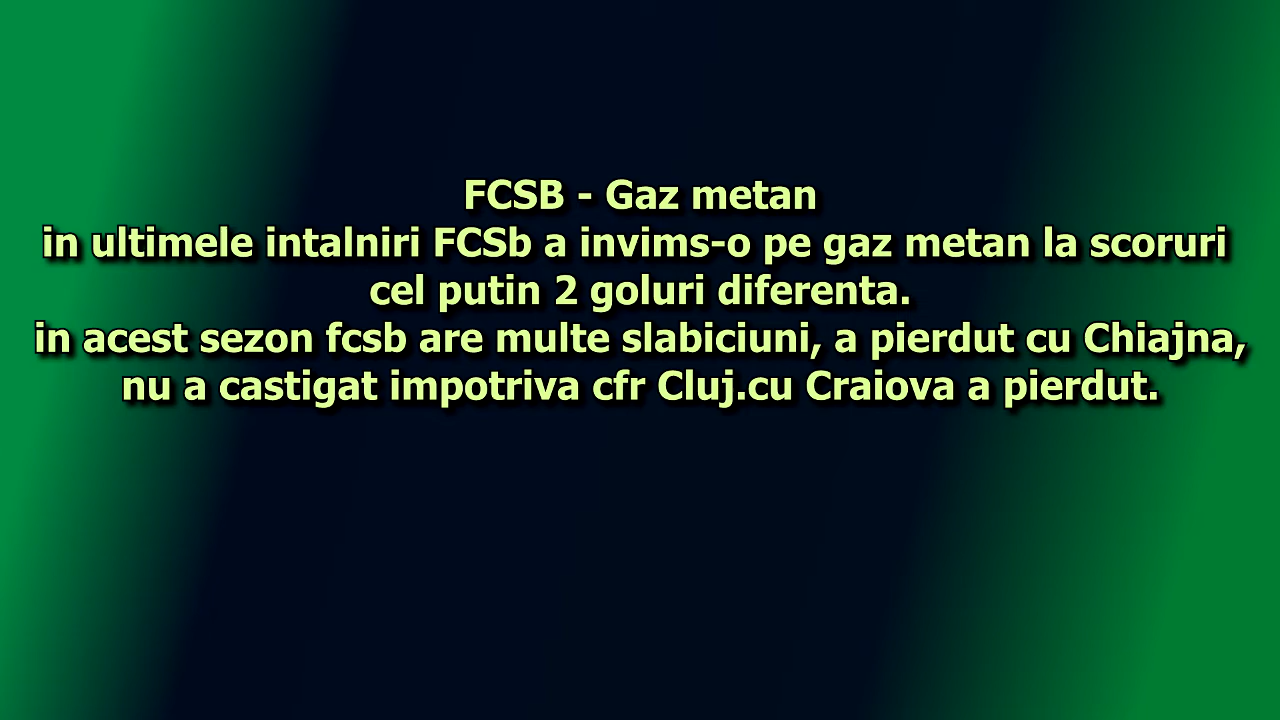 FCSB - Gaz metan
in ultimele intalniri FCSb a invims-o pe gaz metan la scoruri
cel putin 2 goluri diferenta.
in acest sezon fcsb are multe slabiciuni, a pierdut cu Chiajna,
nu a castigat impotriva cfr Cluj.cu Craiova a pierdut.